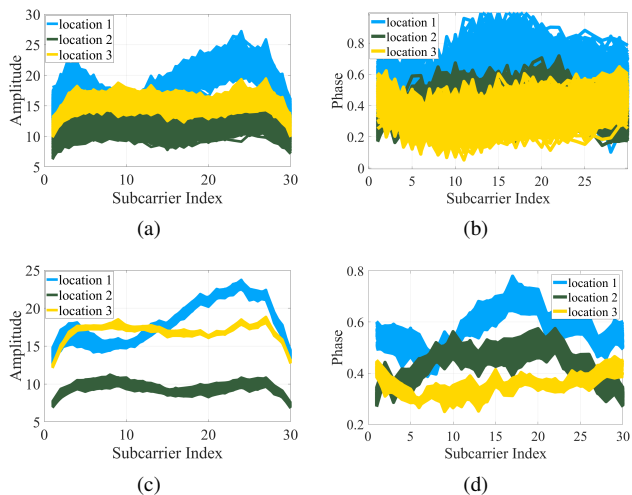 30
25
20
15
10
5
Amplitude
location 1
location 2
location 3
0
10
20
30
Subcarrier Index
(a)
0.8
0.6
0.4
0.2
0
Phase
location 1
location 2
location 3
0
5
10
15
20
25
Subcarrier Index
(b)
25
20
15
10
5
Amplitude
location 1
location 2
location 3
0
10
20
30
Subcarrier Index
(c)
0.8
0.6
0.4
0.2
Phase
location 1
location 2
location 3
0
5
10
15
20
25
30
Subcarrier Index
(d)